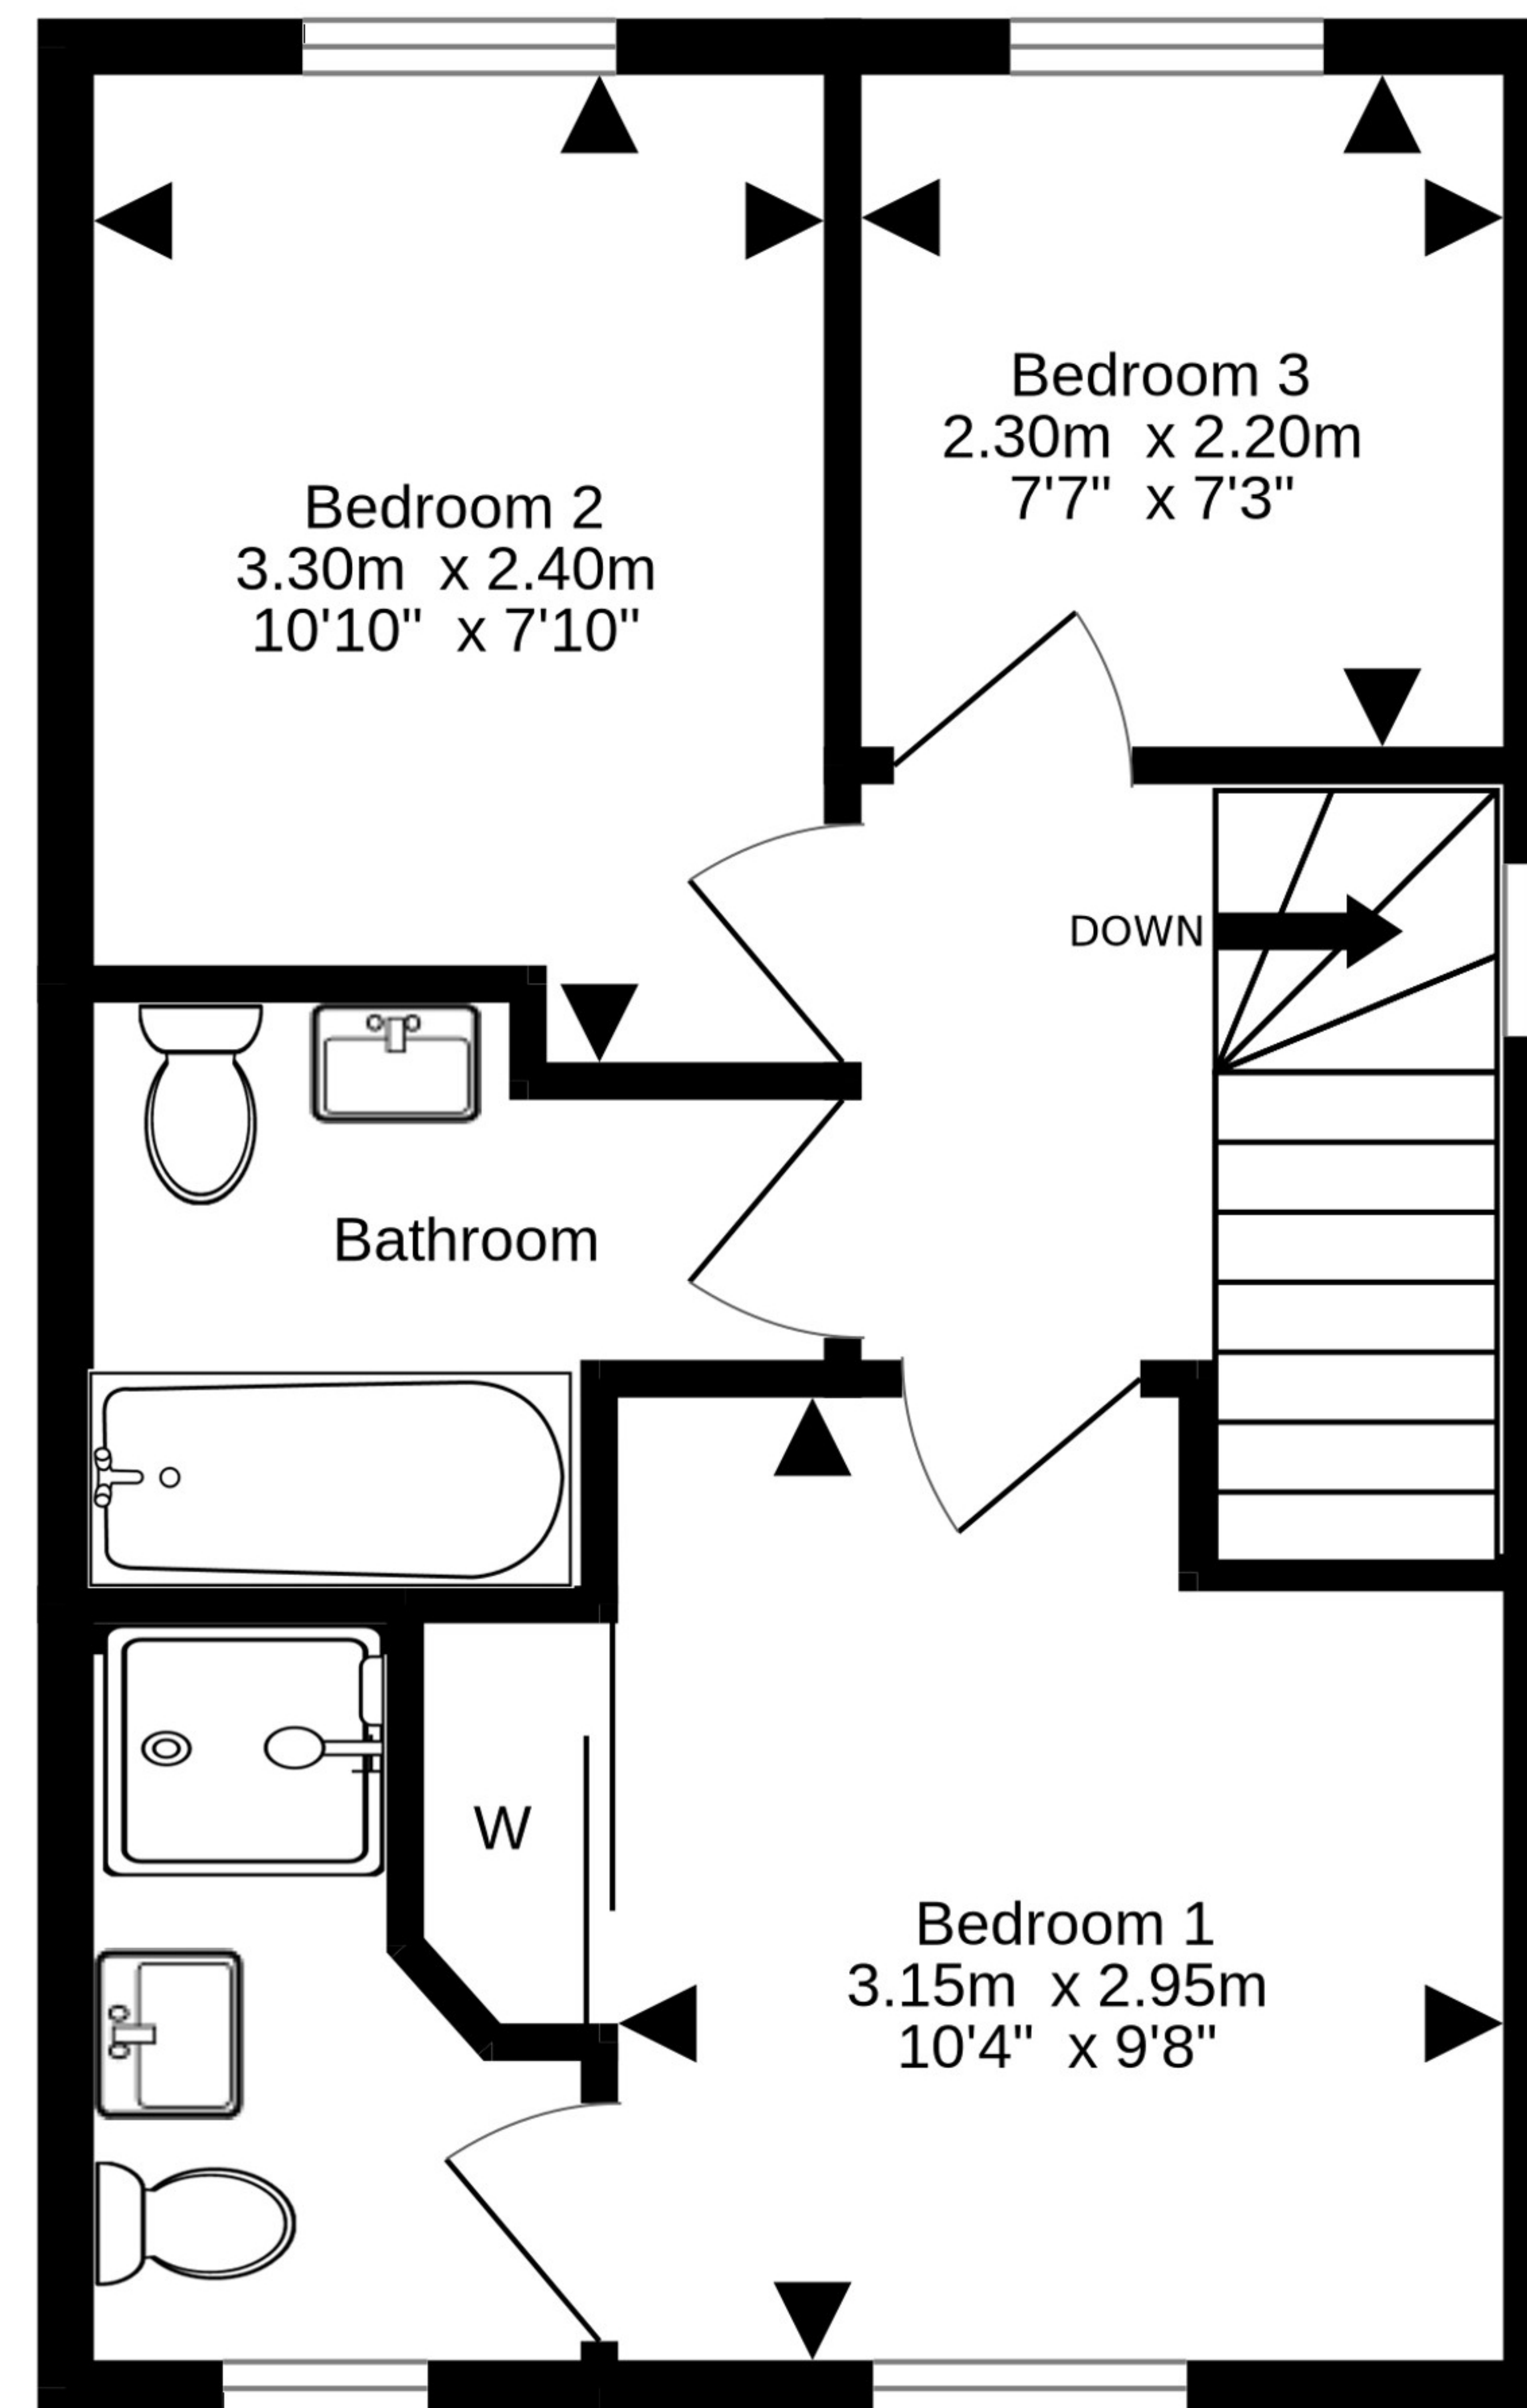 Bedroom 3
2.30m x 2.20m
7'7" x 7'3"
Bedroom 2
3.30m x 2.40m
10'10" x 7'10"
DOWN
Bathroom
W
Bedroom 1
3.15m x 2.95m
10'4" x 9'8"